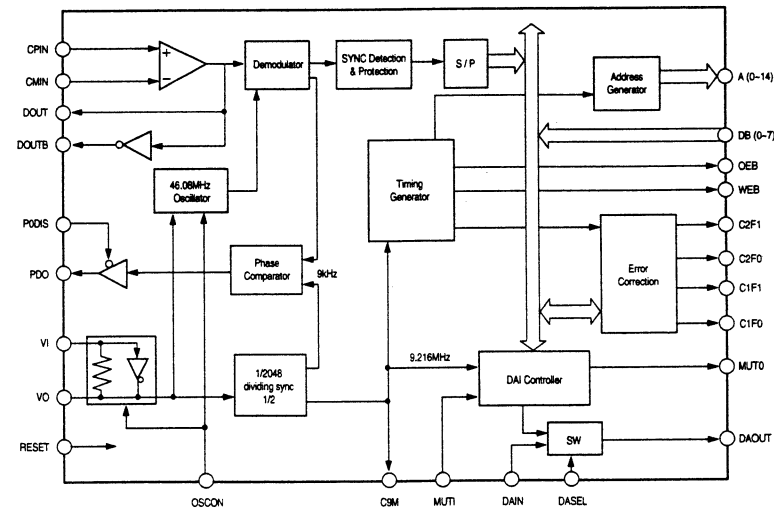 CPIN
CMIN
DOUT
DOUTB
P0DIS
PDO
VI
VO
RESET
+
−
Demodulator
SYNC Detection
& Protection
S / P
Address
Generator
46.08MHz
Oscillator
Timing
Generator
Phase
Comparator
9kHz
Error
Correction
1/2048
dividing sync
1/2
9.216MHz
DAI Controller
SW
A (0~14)
DB (0~7)
OEB
WEB
C2F1
C2F0
C1F1
C1F0
MUT0
DAOUT
OSCON
C9M
MUTI
DAIN
DASEL